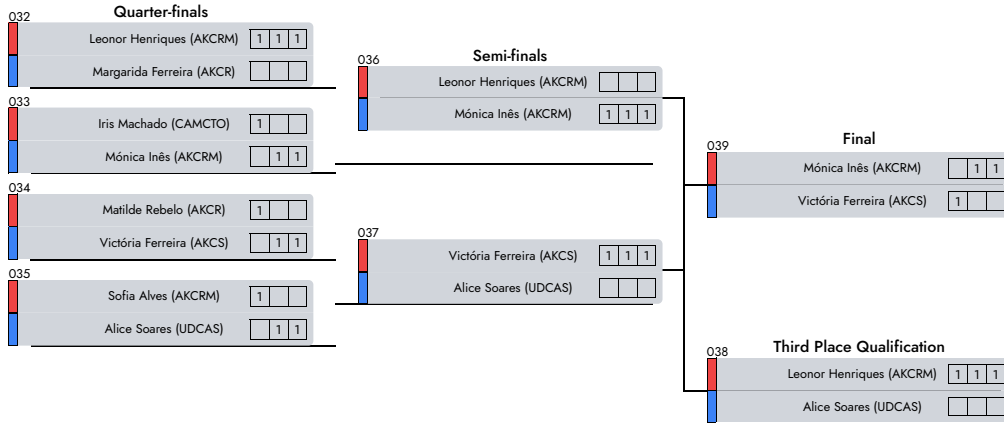 Quarter-finals
032
Leonor Henriques (AKCRM) 1 1 1
Margarida Ferreira (AKCR)
033
Iris Machado (CAMCTO) 1
Mónica Inês (AKCRM) 1 1
034
Matilde Rebelo (AKCR) 1
Victória Ferreira (AKCS) 1 1
035
Sofia Alves (AKCRM) 1
Alice Soares (UDCAS) 1 1
Semi-finals
036
Leonor Henriques (AKCRM)
Mónica Inês (AKCRM) 1 1 1
037
Victória Ferreira (AKCS) 1 1 1
Alice Soares (UDCAS)
Final
039
Mónica Inês (AKCRM) 1 1
Victória Ferreira (AKCS) 1
Third Place Qualification
038
Leonor Henriques (AKCRM) 1 1 1
Alice Soares (UDCAS)